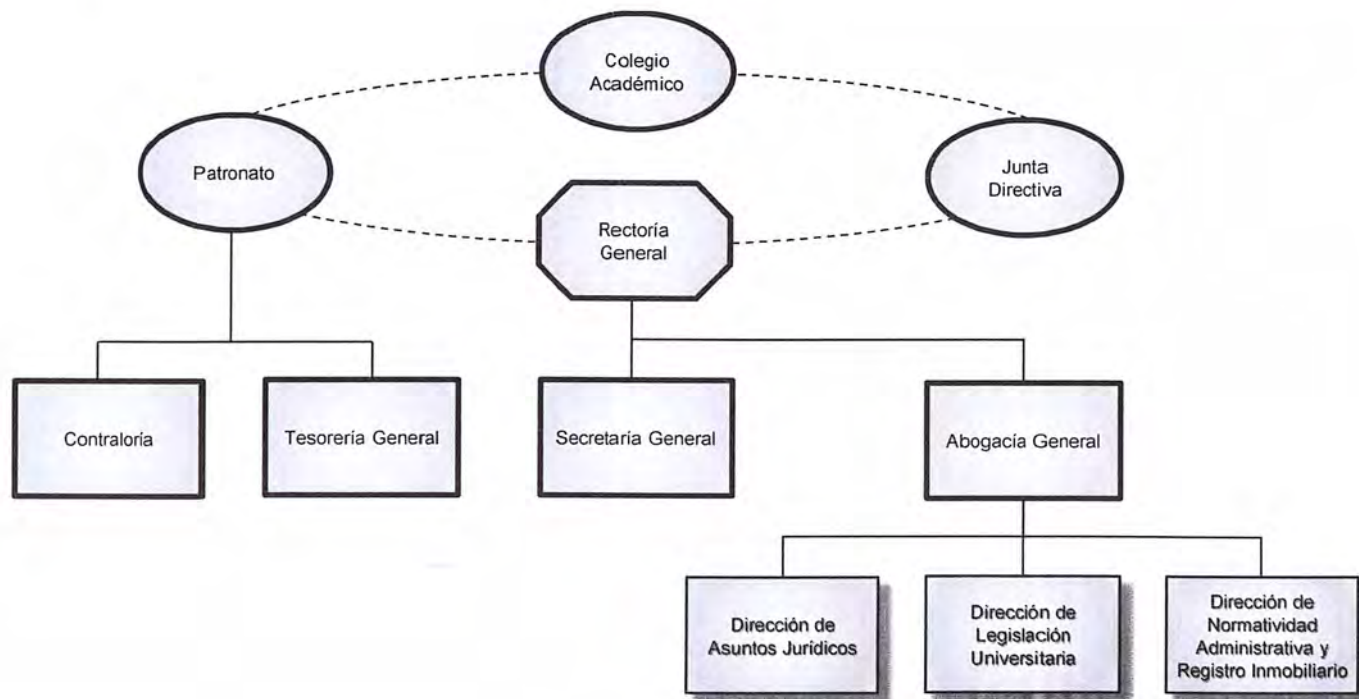 Colegio
Académico
Patronato
Junta
Directiva
Rectoría
General
Contraloría
Tesorería General
Secretaría General
Abogacía General
Dirección de
Asuntos Jurídicos
Dirección de
Legislación
Universitaria
Dirección de
Normatividad
Administrativa y
Registro Inmobiliario